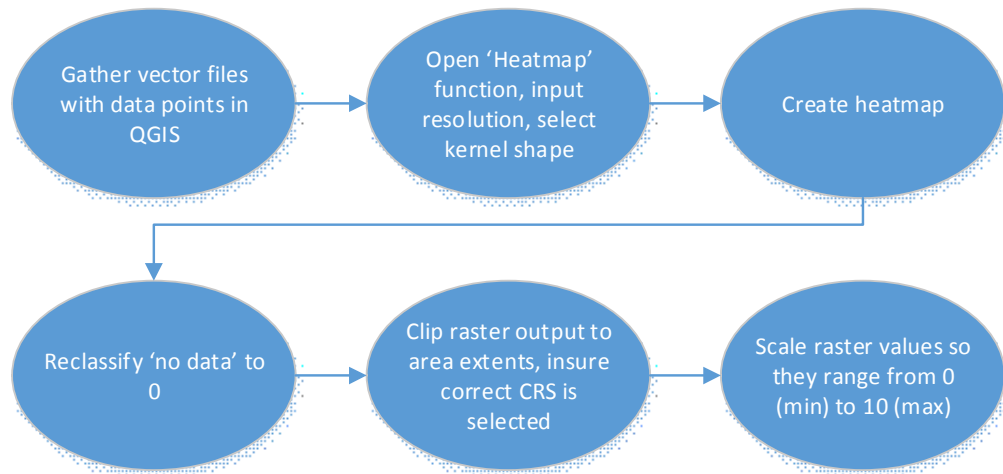 Gather vector files
with data points in
QGIS
Open ‘Heatmap’
function, input
resolution, select
kernel shape
Create heatmap
Reclassify ‘no data’ to
0
Clip raster output to
area extents, insure
correct CRS is
selected
Scale raster values so
they range from 0
(min) to 10 (max)